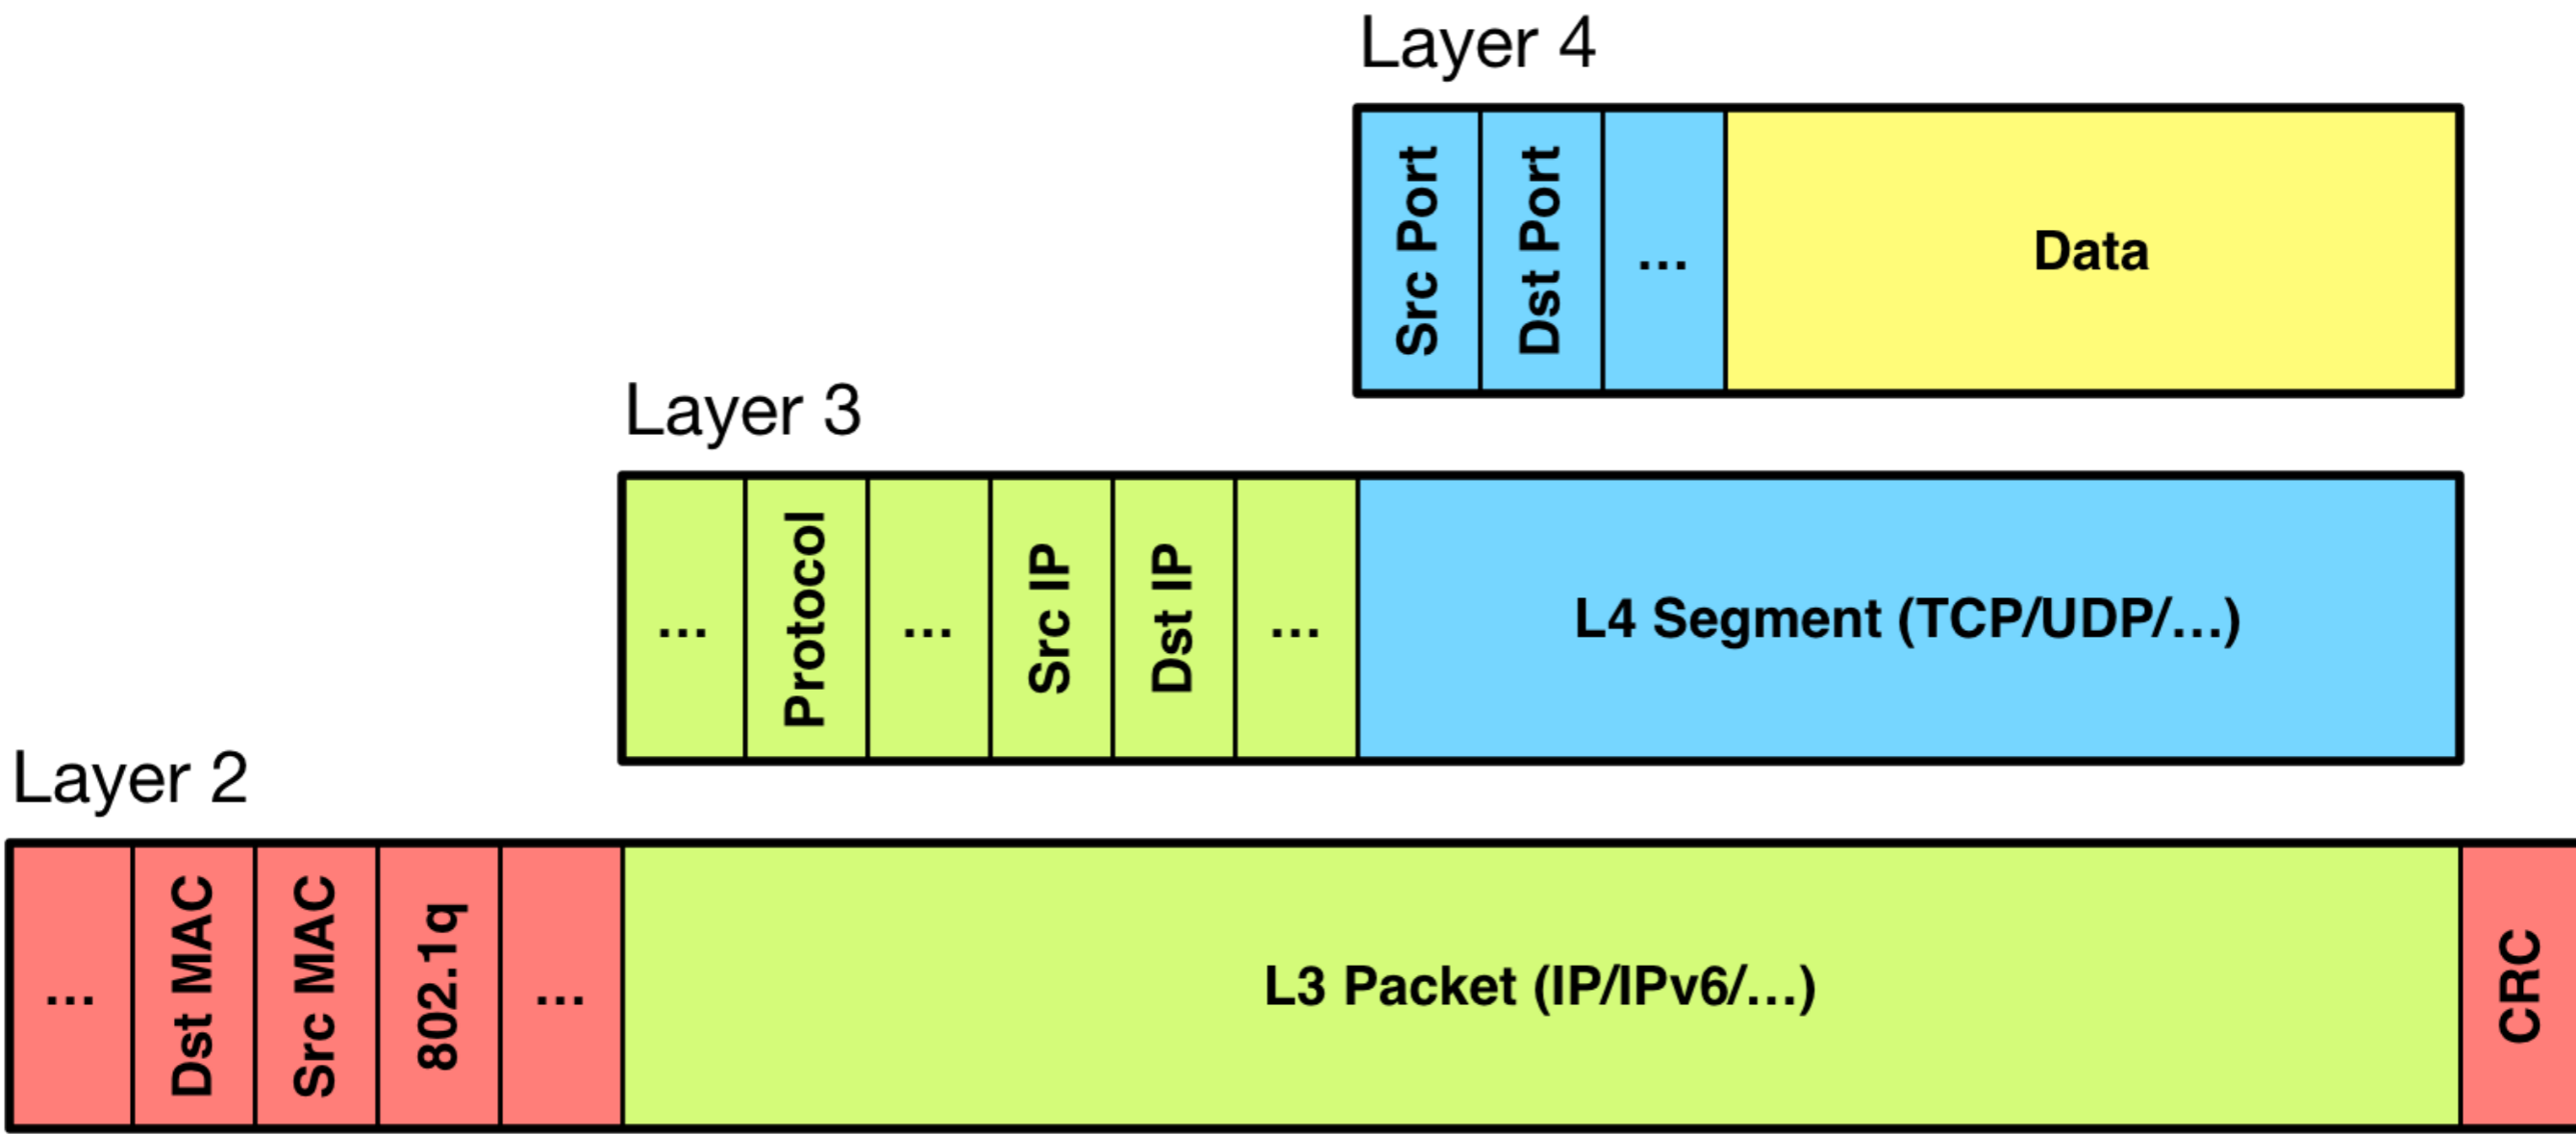 Layer 4
Src Port
Dst Port
...
Data
Layer 3
...
Protocol
...
Src IP
Dst IP
...
L4 Segment (TCP/UDP/...)
Layer 2
...
Dst MAC
Src MAC
802.1q
...
L3 Packet (IP/IPv6/...)
CRC